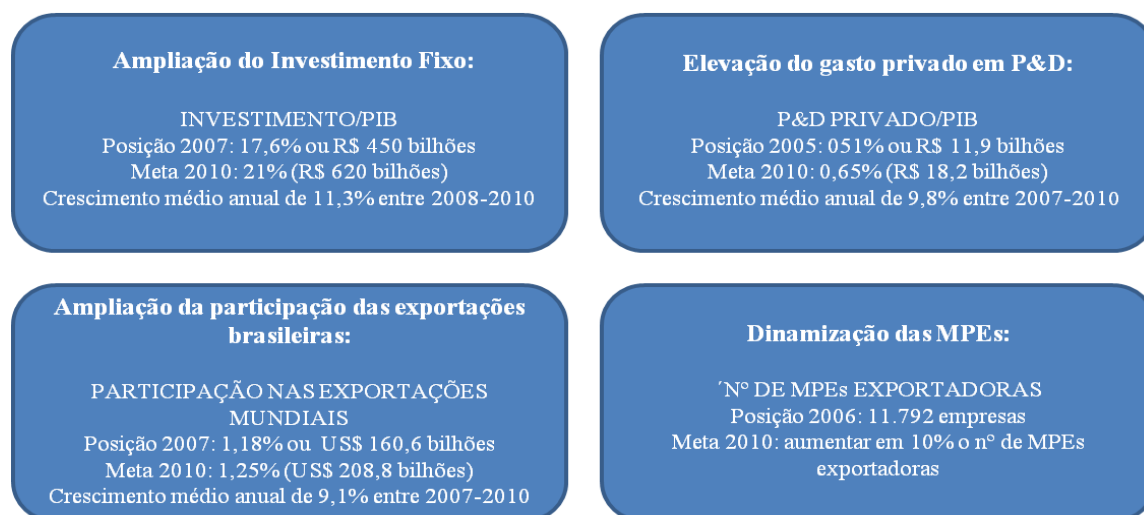 Ampliação do Investimento Fixo:
INVESTIMENTO/PIB
Posição 2007: 17,6% ou R$ 450 bilhões
Meta 2010: 21% (R$ 620 bilhões)
Crescimento médio anual de 11,3% entre 2008-2010
Elevação do gasto privado em P&D:
P&D PRIVADO/PIB
Posição 2005: 051% ou R$ 11,9 bilhões
Meta 2010: 0,65% (R$ 18,2 bilhões)
Crescimento médio anual de 9,8% entre 2007-2010
Ampliação da participação das exportações
brasileiras:
PARTICIPAÇÃO NAS EXPORTAÇÕES
MUNDIAIS
Posição 2007: 1,18% ou US$ 160,6 bilhões
Meta 2010: 1,25% (US$ 208,8 bilhões)
Crescimento médio anual de 9,1% entre 2007-2010
Dinamização das MPEs:
´N° DE MPEs EXPORTADORAS
Posição 2006: 11.792 empresas
Meta 2010: aumentar em 10% o n° de MPEs
exportadoras